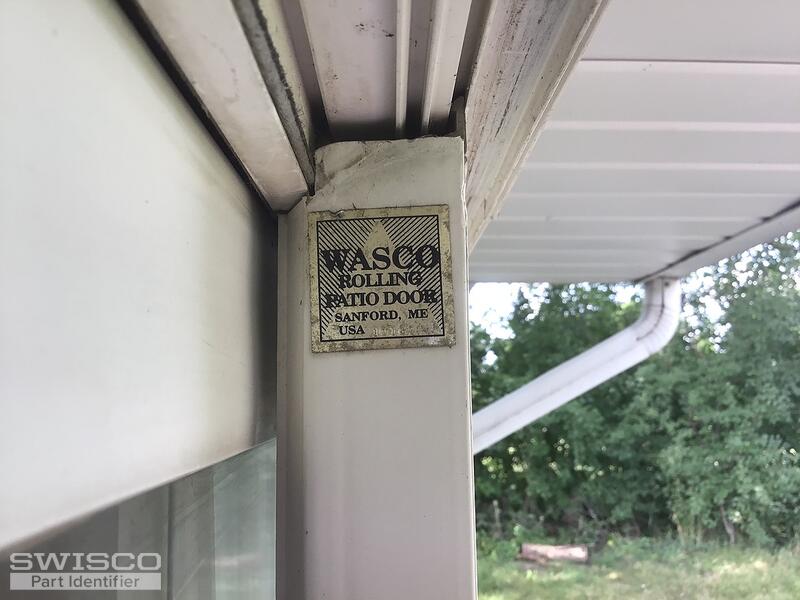 WASCO
ROLLING
PATIO DOOR
SANFORD, ME
USA
SWISCO
Part Identifier